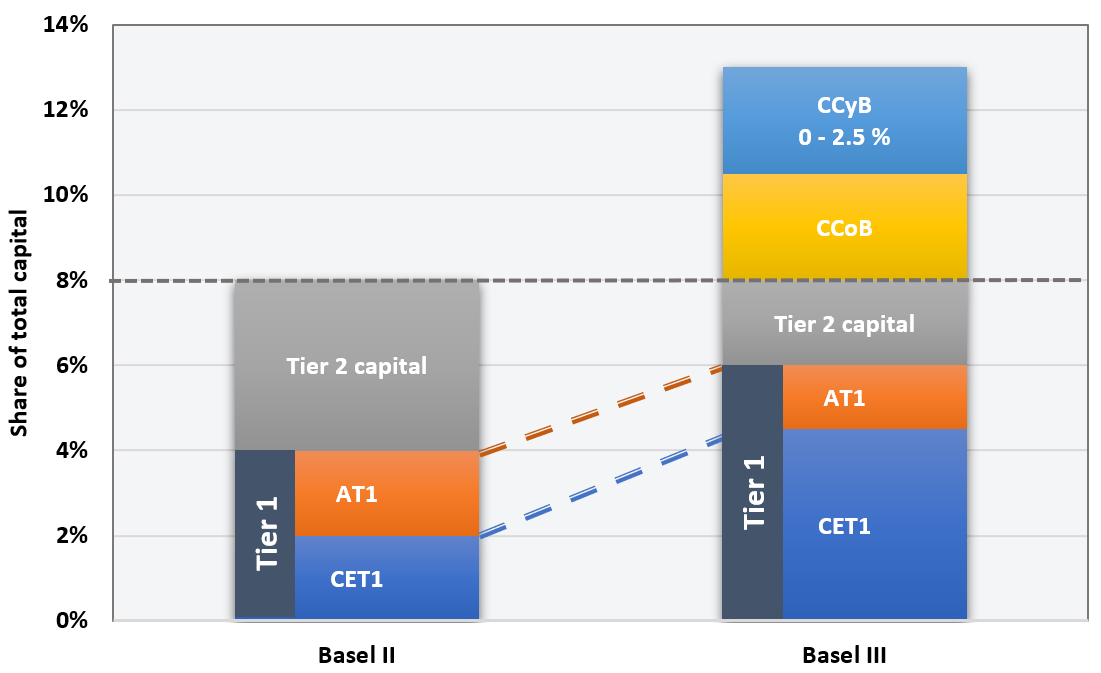 14%
12%
10%
8%
6%
4%
2%
0%
Share of total capital
Tier 2 capital
Tier 1
AT1
CET1
Basel II
CCyB
0 - 2.5 %
CCoB
Tier 2 capital
Tier 1
AT1
CET1
Basel III